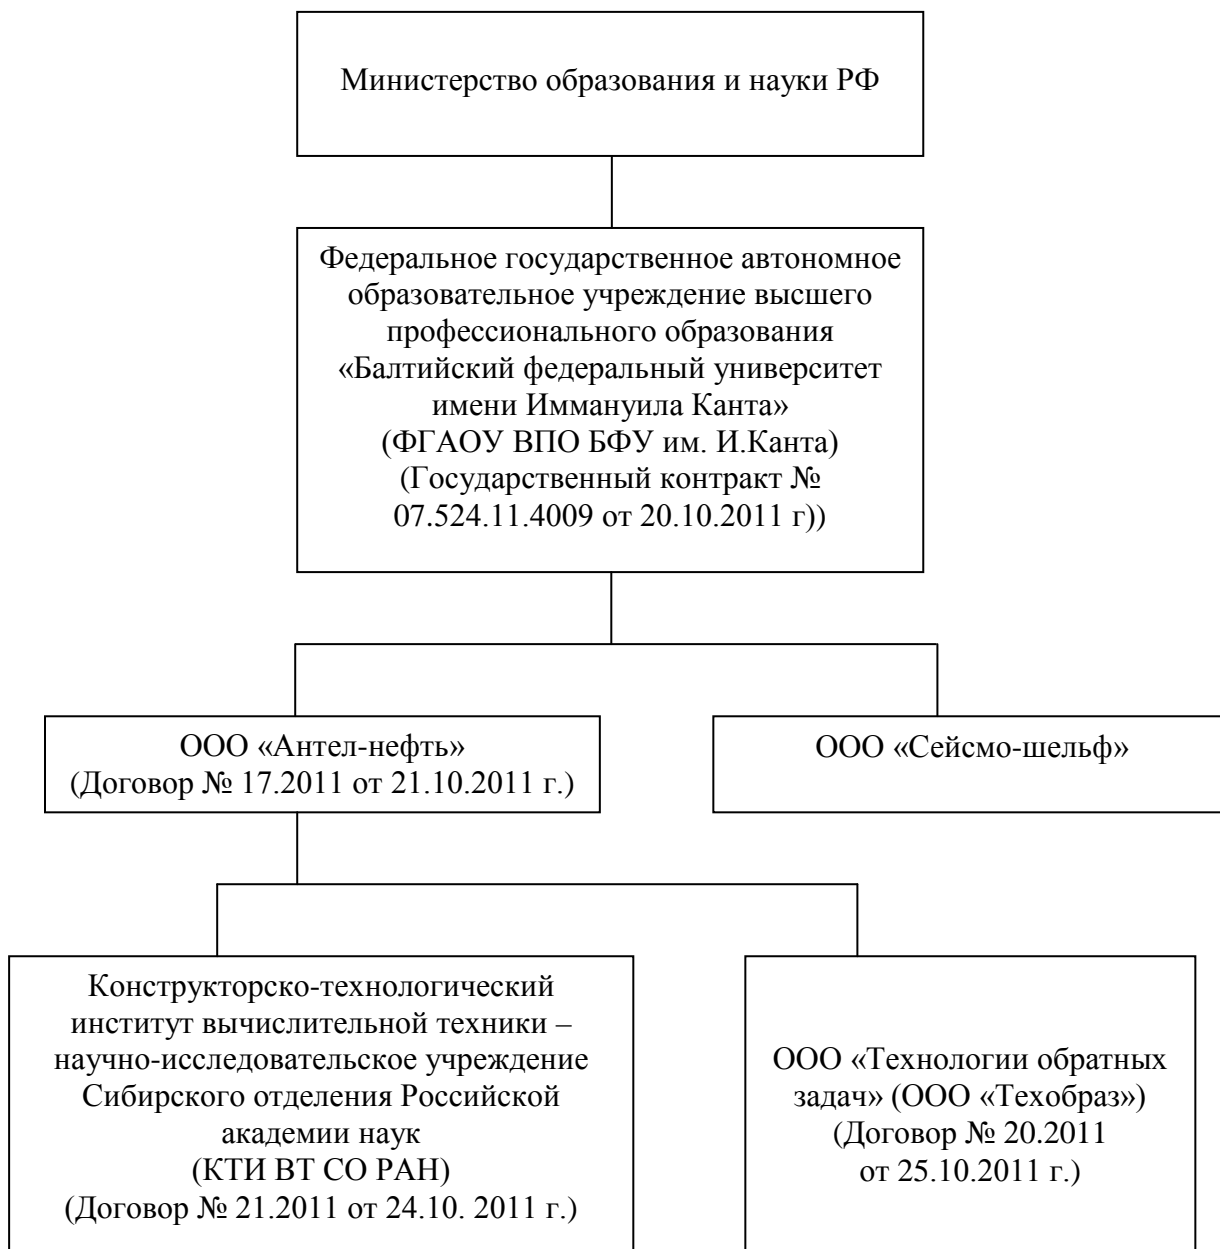 Министерство образования и науки РФ
Федеральное государственное автономное
образовательное учреждение высшего
профессионального образования
«Балтийский федеральный университет
имени Иммануила Канта»
(ФГАОУ ВПО БФУ им. И.Канта)
(Государственный контракт №
07.524.11.4009 от 20.10.2011 г))
ООО «Антел-нефть»
(Договор № 17.2011 от 21.10.2011 г.)
ООО «Сейсмо-шельф»
Конструкторско-технологический
институт вычислительной техники –
научно-исследовательское учреждение
Сибирского отделения Российской
академии наук
(КТИ ВТ СО РАН)
(Договор № 21.2011 от 24.10. 2011 г.)
ООО «Технологии обратных
задач» (ООО «Техобраз»)
(Договор № 20.2011
от 25.10.2011 г.)